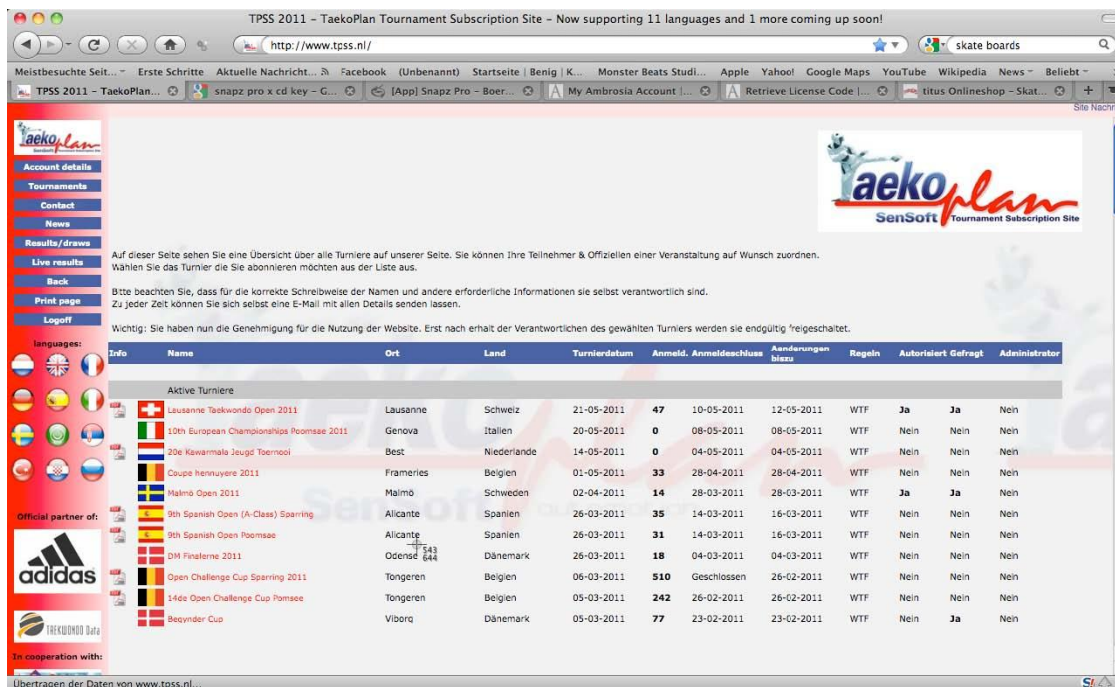 TPSS 2011 – TaekoPlan Tournament Subscription Site – Now supporting 11 languages and 1 more coming up soon!
http://www.tpss.nl/
skate boards
Meistbesuchte Seit... Erste Schritte Aktuelle Nachricht... Facebook (Unbenannt) Startseite | Benig | K... Monster Beats Studi... Apple Yahoo! Google Maps YouTube Wikipedia News Beliebt
TPSS 2011 – TaekoPlan... snapz pro x cd key – G... [App] Snapz Pro – Boer... My Ambrosia Account |... Retrieve License Code |... titus Onlineshop – Skat...
Site Nachr
Taekoplan
Account details
Tournaments
Contact
News
Results/draws
Live results
Back
Print page
Logoff
languages:
Official partner of:
adidas
TREKWONDO Data
In cooperation with:
Taekoplan
SenSoft Tournament Subscription Site
Auf dieser Seite sehen Sie eine Übersicht über alle Turniere auf unserer Seite. Sie können Ihre Teilnehmer & Offiziellen einer Veranstaltung auf Wunsch zuordnen.
Wählen Sie das Turnier die Sie abonnieren möchten aus der Liste aus.
Bitte beachten Sie, dass für die korrekte Schreibweise der Namen und andere erforderliche Informationen sie selbst verantwortlich sind.
Zu jeder Zeit können Sie sich selbst eine E-Mail mit allen Details senden lassen.
Wichtig: Sie haben nun die Genehmigung für die Nutzung der Website. Erst nach erhalt der Verantwortlichen des gewählten Turniers werden sie endgültig freigeschaltet.
Info Name Ort Land Turnierdatum Anmeld. Anmeldeschluss Aenderungen biszu Regeln Autorisiert Gefragt Administrator
Aktive Turniere
Lausanne Taekwondo Open 2011 Lausanne Schweiz 21-05-2011 47 10-05-2011 12-05-2011 WTF Ja Ja Nein
10th European Championships Poomsae 2011 Genova Italien 20-05-2011 0 08-05-2011 08-05-2011 WTF Nein Nein Nein
20e Kawarmala Jeugd Toernooi Best Niederlande 14-05-2011 0 04-05-2011 04-05-2011 WTF Nein Nein Nein
Coupe hennuyere 2011 Frameries Belgien 01-05-2011 33 28-04-2011 28-04-2011 WTF Nein Nein Nein
Malmö Open 2011 Malmö Schweden 02-04-2011 14 28-03-2011 28-03-2011 WTF Ja Ja Nein
9th Spanish Open (A-Class) Sparring Alicante Spanien 26-03-2011 35 14-03-2011 16-03-2011 WTF Nein Nein Nein
9th Spanish Open Poomsae Alicante Spanien 26-03-2011 31 14-03-2011 16-03-2011 WTF Nein Nein Nein
DM Finalerne 2011 Odense Dänemark 26-03-2011 18 04-03-2011 04-03-2011 WTF Nein Nein Nein
543
644
Open Challenge Cup Sparring 2011 Tongeren Belgien 06-03-2011 510 Geschlossen 26-02-2011 WTF Nein Nein Nein
14de Open Challenge Cup Pomsee Tongeren Belgien 05-03-2011 242 26-02-2011 26-02-2011 WTF Nein Nein Nein
Begynder Cup Viborg Dänemark 05-03-2011 77 23-02-2011 23-02-2011 WTF Nein Ja Nein
Übertragen der Daten von www.tpss.nl...